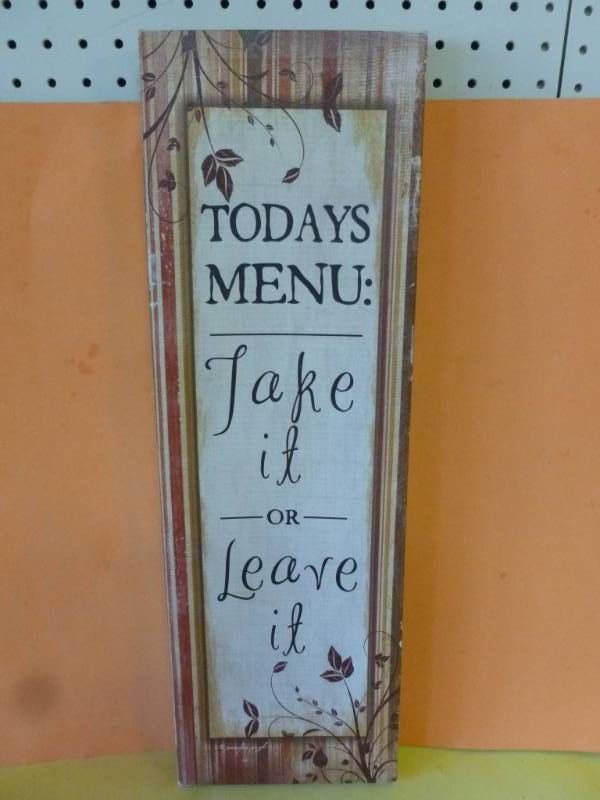 TODAYS
MENU:
Take
it
OR
Leave
it